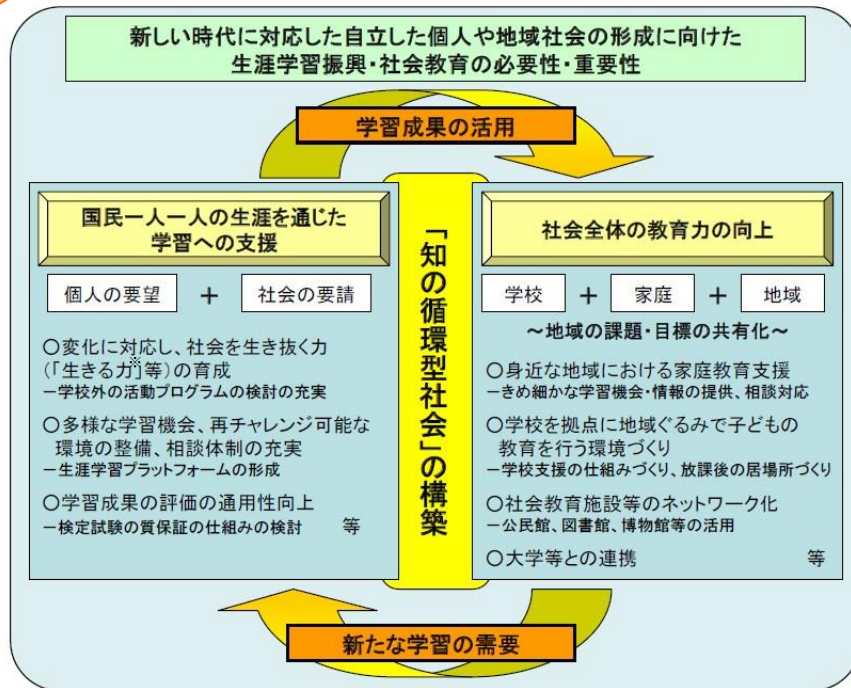 新しい時代に対応した自立した個人や地域社会の形成に向けた
生涯学習振興・社会教育の必要性・重要性
学習成果の活用
国民一人一人の生涯を通じた
学習への支援
個人の要望 + 社会の要請
○変化に対応し、社会を生き抜く力
(「生きる力」※等)の育成
－学校外の活動プログラムの検討の充実
○多様な学習機会、再チャレンジ可能な
環境の整備、相談体制の充実
－生涯学習プラットフォームの形成
○学習成果の評価の通用性向上
－検定試験の質保証の仕組みの検討 等
「知の循環型社会」の構築
社会全体の教育力の向上
学校 + 家庭 + 地域
～地域の課題・目標の共有化～
○身近な地域における家庭教育支援
－きめ細かな学習機会・情報の提供、相談対応
○学校を拠点に地域ぐるみで子どもの
教育を行う環境づくり
－学校支援の仕組みづくり、放課後の居場所づくり
○社会教育施設等のネットワーク化
－公民館、図書館、博物館等の活用
○大学等との連携 等
新たな学習の需要